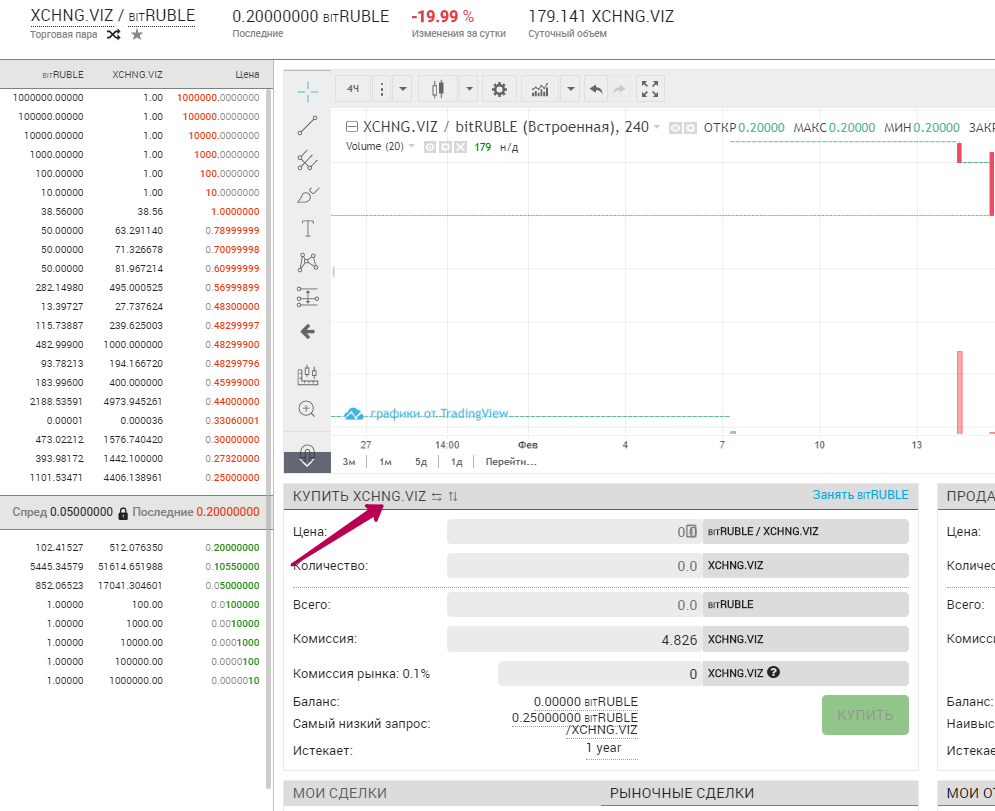 XCHNG.VIZ / BITRUBLE
Торговая пара
0.20000000 BITRUBLE
Последние
-19.99 %
Изменения за сутки
179.141 XCHNG.VIZ
Суточный объем
BITRUBLE XCHNG.VIZ Цена
1000000.00000 1.00 1000000.0000000
100000.00000 1.00 100000.0000000
10000.00000 1.00 10000.0000000
1000.00000 1.00 1000.0000000
100.00000 1.00 100.0000000
10.00000 1.00 10.0000000
38.56000 38.56 1.0000000
50.00000 63.291140 0.78999999
50.00000 71.326678 0.70099998
50.00000 81.967214 0.60999999
282.14980 495.000525 0.56999899
13.39727 27.737624 0.48300000
115.73887 239.625003 0.48299997
482.99900 1000.000000 0.48299900
93.78213 194.166720 0.48299796
183.99600 400.000000 0.45999000
2188.53591 4973.945261 0.44000000
0.00001 0.000036 0.33060001
473.02212 1576.740420 0.30000000
393.98172 1442.100000 0.27320000
1101.53471 4406.138961 0.25000000
Спред 0.05000000 Последние 0.20000000
102.41527 512.076350 0.20000000
5445.34579 51614.651988 0.10550000
852.06523 17041.304601 0.05000000
1.00000 100.00 0.0100000
1.00000 1000.00 0.0010000
1.00000 10000.00 0.0001000
1.00000 100000.00 0.0000100
1.00000 1000000.00 0.0000010
4Ч
XCHNG.VIZ / bitRUBLE (Встроенная), 240 ОТКР 0.20000 МАКС 0.20000 МИН 0.20000 ЗАКР
Volume (20) 179 н/д
графики от TradingView
27 14:00 Фев 4 7 10 13
3м 1м 5д 1д Перейти...
КУПИТЬ XCHNG.VIZ Занять BITRUBLE
Цена: 0 BITRUBLE / XCHNG.VIZ
Количество: 0.0 XCHNG.VIZ
Всего: 0.0 BITRUBLE
Комиссия: 4.826 XCHNG.VIZ
Комиссия рынка: 0.1% 0 XCHNG.VIZ ?
Баланс: 0.00000 BITRUBLE
Самый низкий запрос: 0.25000000 BITRUBLE
/XCHNG.VIZ
Истекает: 1 year
КУПИТЬ
ПРОДА
Цена:
Количес
Всего:
Комисси
Баланс:
Наивыс
Истекае
МОИ СДЕЛКИ РЫНОЧНЫЕ СДЕЛКИ МОИ ОТ